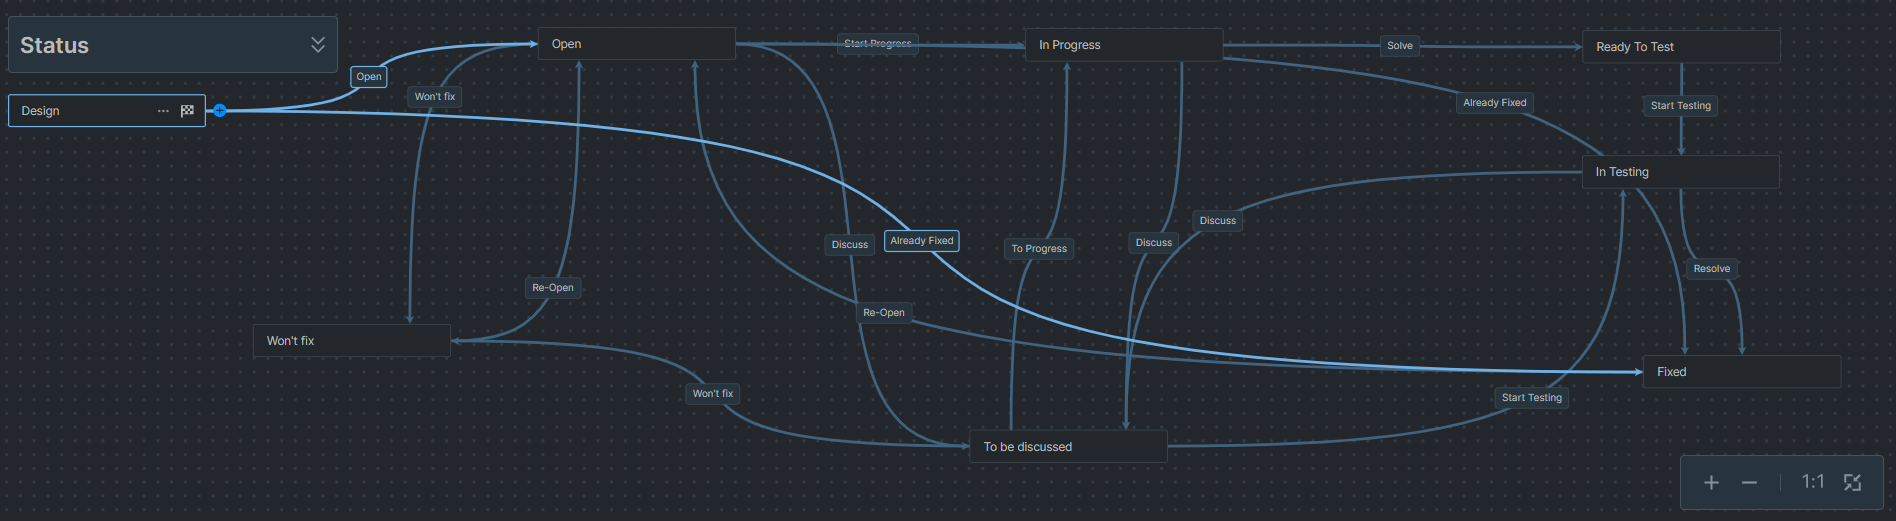 Status
Open
Start Progress
In Progress
Solve
Ready To Test
Open
Design
Won't fix
Already Fixed
Start Testing
In Testing
Discuss
Already Fixed
Discuss
To Progress
Discuss
Resolve
Re-Open
Re-Open
Won't fix
Fixed
Won't fix
Start Testing
To be discussed
1:1